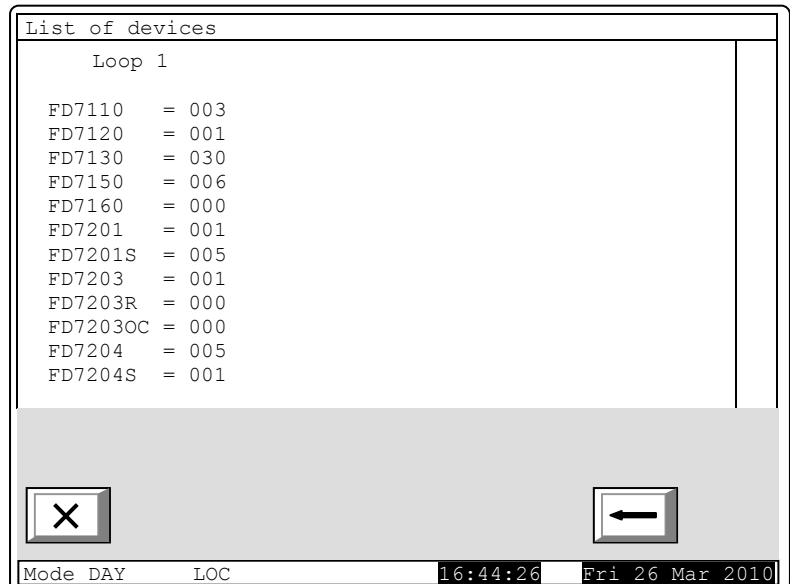 List of devices
Loop 1
FD7110 = 003
FD7120 = 001
FD7130 = 030
FD7150 = 006
FD7160 = 000
FD7201 = 001
FD7201S = 005
FD7203 = 001
FD7203R = 000
FD7203OC = 000
FD7204 = 005
FD7204S = 001
Mode DAY LOC 16:44:26 Fri 26 Mar 2010